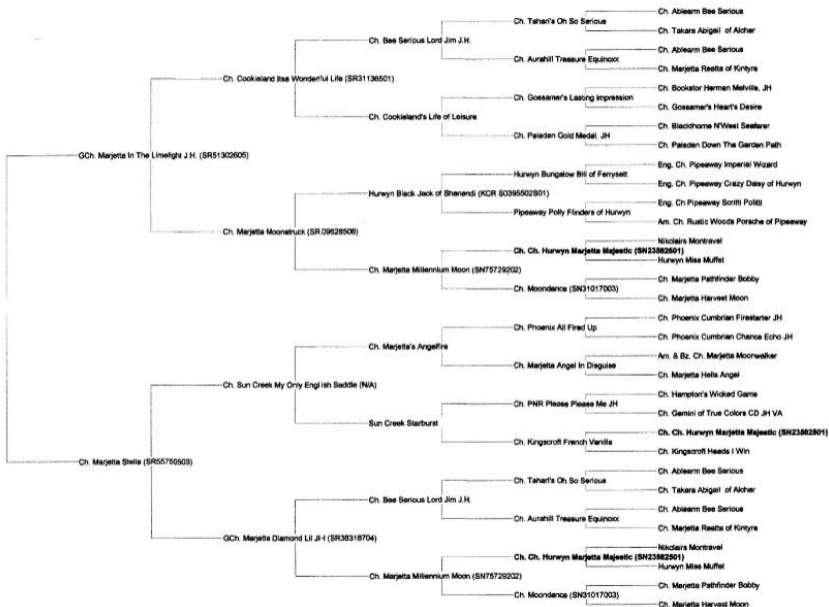 Ch. Ablearm Bee Serious
Ch. Tahari's Oh So Serious
Ch. Takara Abigail of Alcher
Ch. Bee Serious Lord Jim J.H.
Ch. Ablearm Bee Serious
Ch. Aurahill Treasure Equinoxx
Ch. Marjetta Realta of Kintyre
Ch. Cookieland Itsa Wonderful Life (SR31136501)
Ch. Bookstor Herman Melville, JH
Ch. Gossamer's Lasting Impression
Ch. Gossamer's Heart's Desire
Ch. Cookieland's Life of Leisure
Ch. Blackthorne N'West Seafarer
Ch. Paladen Gold Medal, JH
Ch. Paladen Down The Garden Path
GCh. Marjetta In The Limelight J.H. (SR51302605)
Eng. Ch. Pipeaway Imperial Wizard
Hurwyn Bungalow Bill of Ferrysett
Eng. Ch. Pipeaway Crazy Daisy of Hurwyn
Hurwyn Black Jack of Shenandi (KCR S0395502S01)
Eng. Ch Pipeaway Scritti Politti
Pipeaway Polly Flinders of Hurwyn
Am. Ch. Rustic Woods Porsche of Pipeaway
Ch. Marjetta Moonstruck (SR 09628506)
Nikolairs Montravel
Ch. Ch. Hurwyn Marjetta Majestic (SN23582501)
Hurwyn Miss Muffet
Ch. Marjetta Millennium Moon (SN75729202)
Ch. Marjetta Pathfinder Bobby
Ch. Moondance (SN31017003)
Ch. Marjetta Harvest Moon
Ch. Phoenix Cumbrian Firestarter JH
Ch. Phoenix All Fired Up
Ch. Phoenix Cumbrian Chance Echo JH
Ch. Marjetta's Angelfire
Am. & Bz. Ch. Marjetta Moonwalker
Ch. Marjetta Angel In Disguise
Ch. Marjetta Hells Angel
Ch. Sun Creek My Only English Saddle (N/A)
Ch. Hampton's Wicked Game
Ch. PNR Please Please Me JH
Ch. Gemini of True Colors CD JH VA
Sun Creek Starburst
Ch. Ch. Hurwyn Marjetta Majestic (SN23582501)
Ch. Kingscroft French Vanilla
Ch. Kingscroft Heads I Win
Ch. Marjetta Stella (SR55750503)
Ch. Ablearm Bee Serious
Ch. Tahari's Oh So Serious
Ch. Takara Abigail of Alcher
Ch. Bee Serious Lord Jim J.H.
Ch. Ablearm Bee Serious
Ch. Aurahill Treasure Equinoxx
Ch. Marjetta Realta of Kintyre
GCh. Marjetta Diamond Lil JH (SR38318704)
Nikolairs Montravel
Ch. Ch. Hurwyn Marjetta Majestic (SN23582501)
Hurwyn Miss Muffet
Ch. Marjetta Millennium Moon (SN75729202)
Ch. Marjetta Pathfinder Bobby
Ch. Moondance (SN31017003)
Ch. Marjetta Harvest Moon